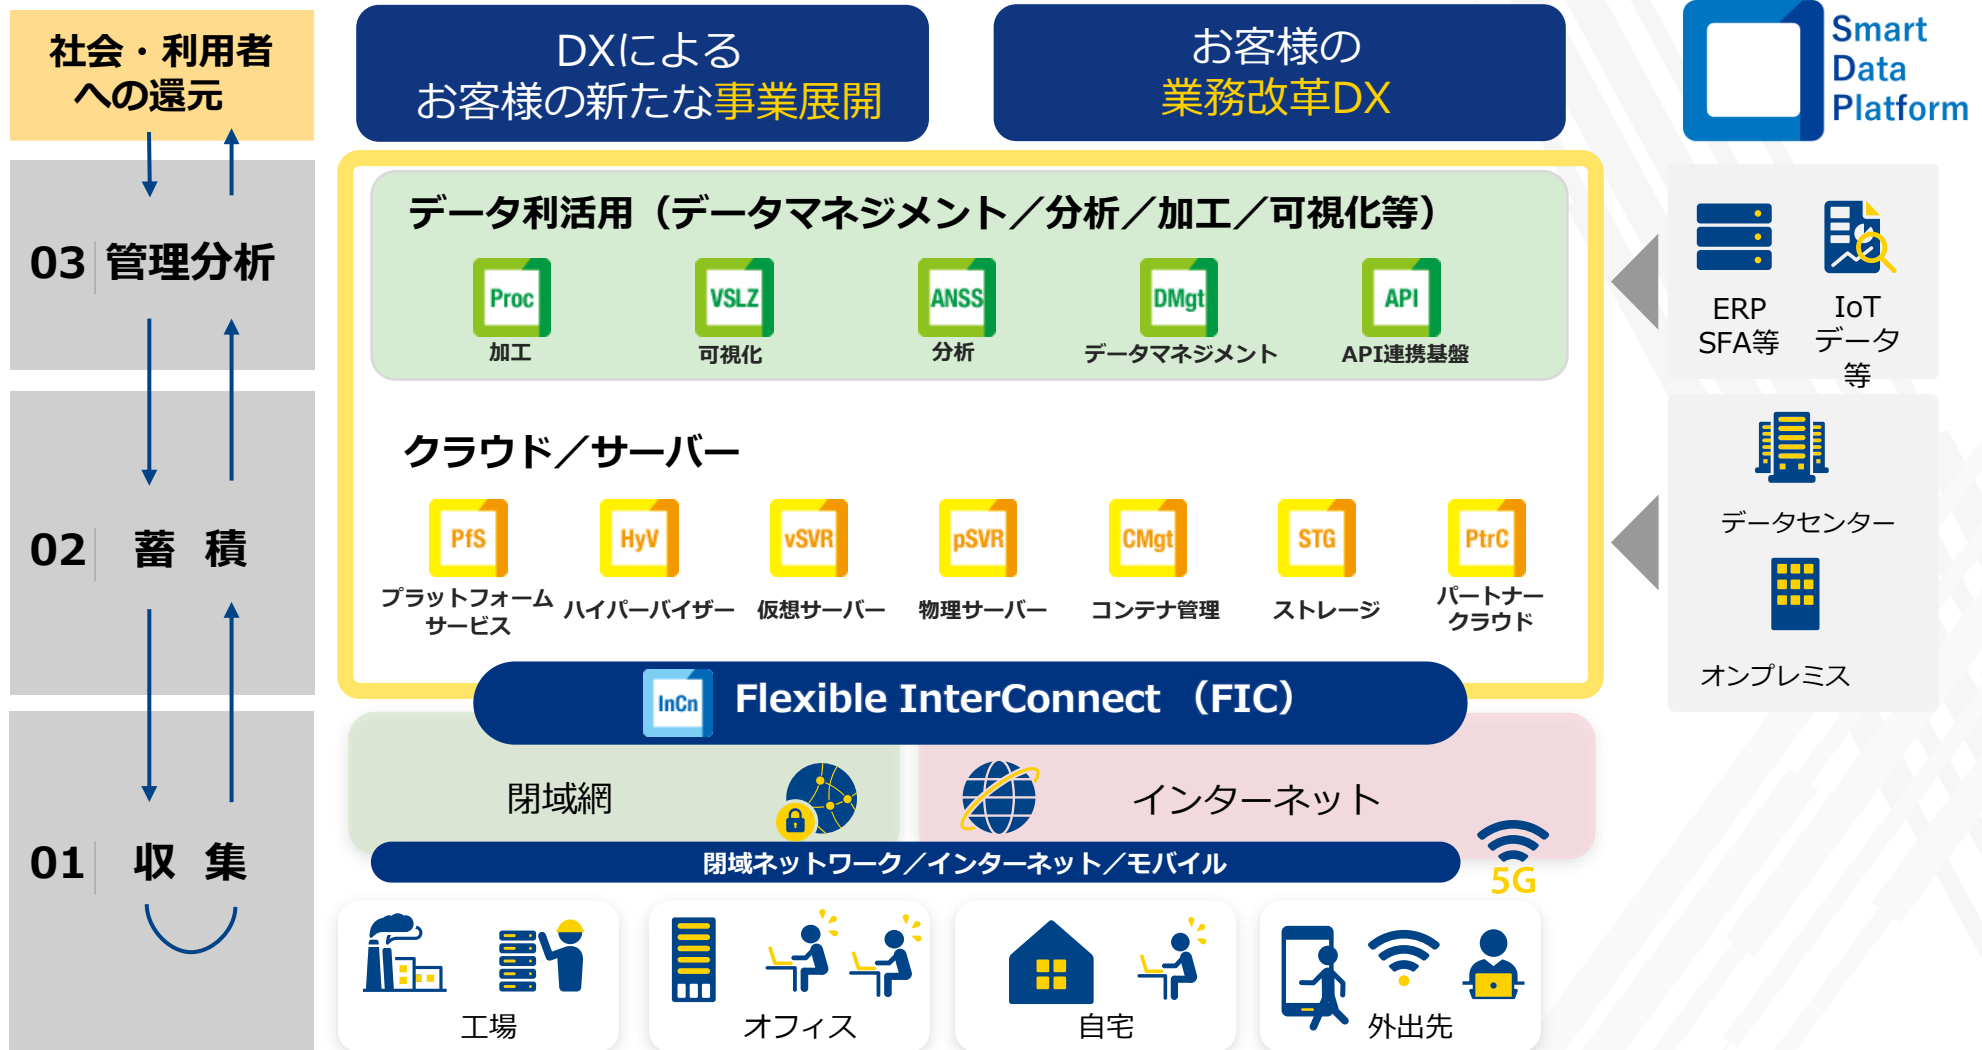 社会・利用者
への還元
03 管理分析
02 蓄 積
01 収 集
DXによる
お客様の新たな事業展開
お客様の
業務改革DX
Smart
Data
Platform
データ利活用（データマネジメント／分析／加工／可視化等）
Proc
加工
VSLZ
可視化
ANSS
分析
DMgt
データマネジメント
API
API連携基盤
クラウド／サーバー
PfS
プラットフォーム
サービス
HyV
ハイパーバイザー
vSVR
仮想サーバー
pSVR
物理サーバー
CMgt
コンテナ管理
STG
ストレージ
PtrC
パートナー
クラウド
InCn
Flexible InterConnect （FIC）
閉域網
インターネット
閉域ネットワーク／インターネット／モバイル
5G
工場
オフィス
自宅
外出先
ERP
SFA等
IoT
データ
等
データセンター
オンプレミス